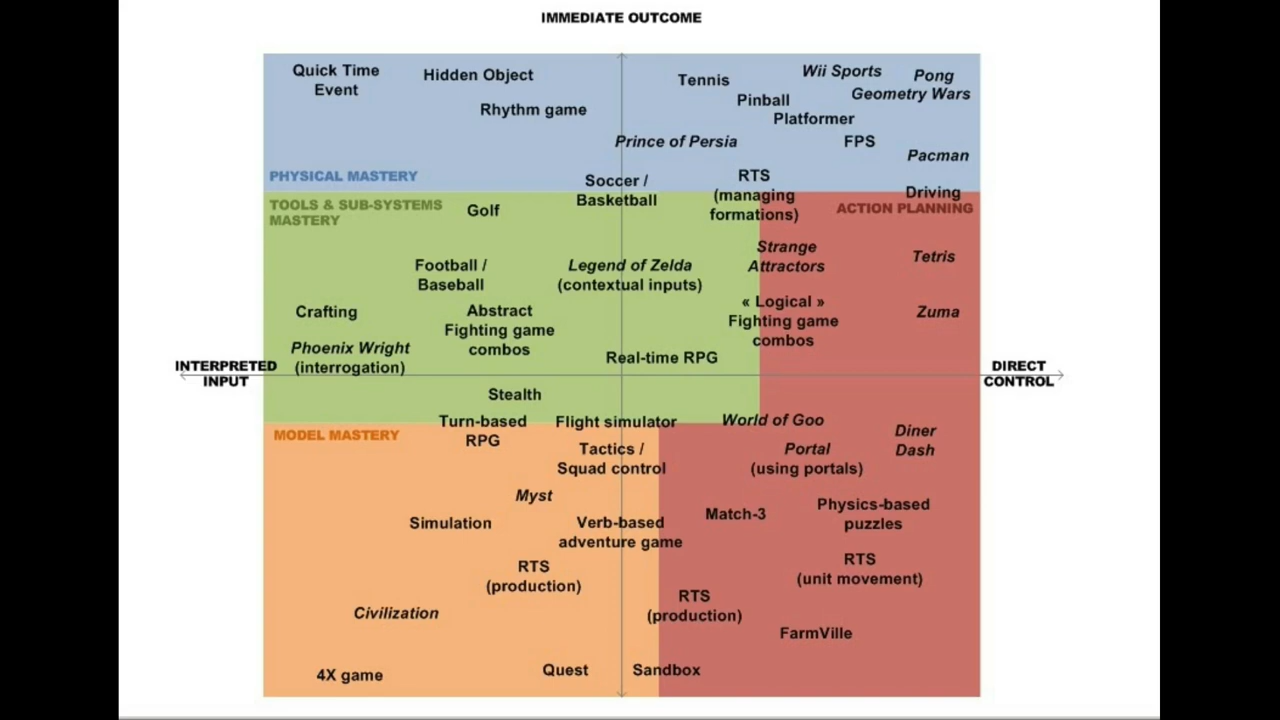 IMMEDIATE OUTCOME
Quick Time
Event
Hidden Object
Rhythm game
Tennis
Wii Sports
Pong
Pinball
Geometry Wars
Platformer
Prince of Persia
FPS
Pacman
PHYSICAL MASTERY
Soccer /
Basketball
RTS
(managing
formations)
Driving
TOOLS & SUB-SYSTEMS
MASTERY
Golf
ACTION PLANNING
Football /
Baseball
Legend of Zelda
(contextual inputs)
Strange
Attractors
Tetris
Crafting
Abstract
Fighting game
combos
« Logical »
Fighting game
combos
Zuma
Phoenix Wright
(interrogation)
Real-time RPG
INTERPRETED
INPUT
DIRECT
CONTROL
Stealth
Turn-based
RPG
Flight simulator
World of Goo
Diner
Dash
MODEL MASTERY
Tactics /
Squad control
Portal
(using portals)
Myst
Simulation
Verb-based
adventure game
Match-3
Physics-based
puzzles
RTS
(production)
RTS
(unit movement)
Civilization
RTS
(production)
FarmVille
4X game
Quest
Sandbox